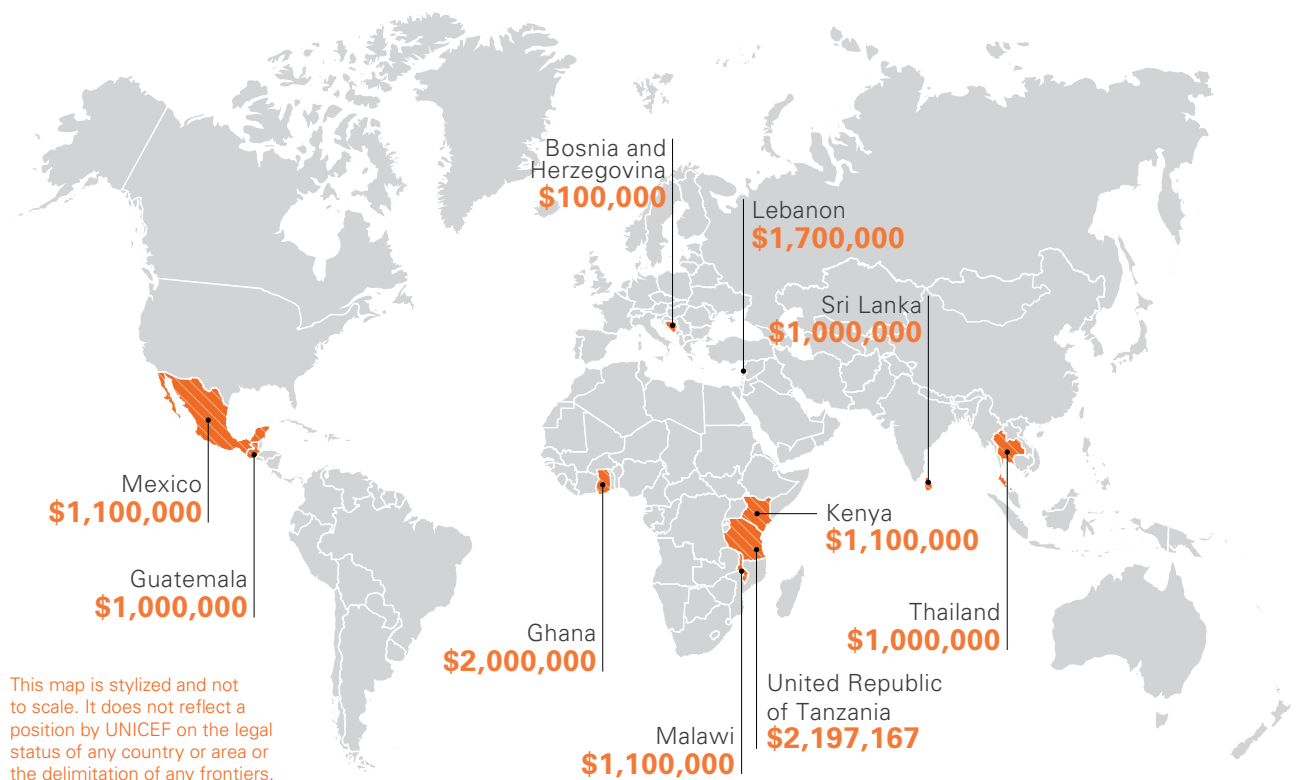 Bosnia and
Herzegovina
$100,000
Lebanon
$1,700,000
Sri Lanka
$1,000,000
Mexico
$1,100,000
Guatemala
$1,000,000
Ghana
$2,000,000
Kenya
$1,100,000
Thailand
$1,000,000
United Republic
of Tanzania
$2,197,167
Malawi
$1,100,000
This map is stylized and not
to scale. It does not reflect a
position by UNICEF on the legal
status of any country or area or
the delimitation of any frontiers.